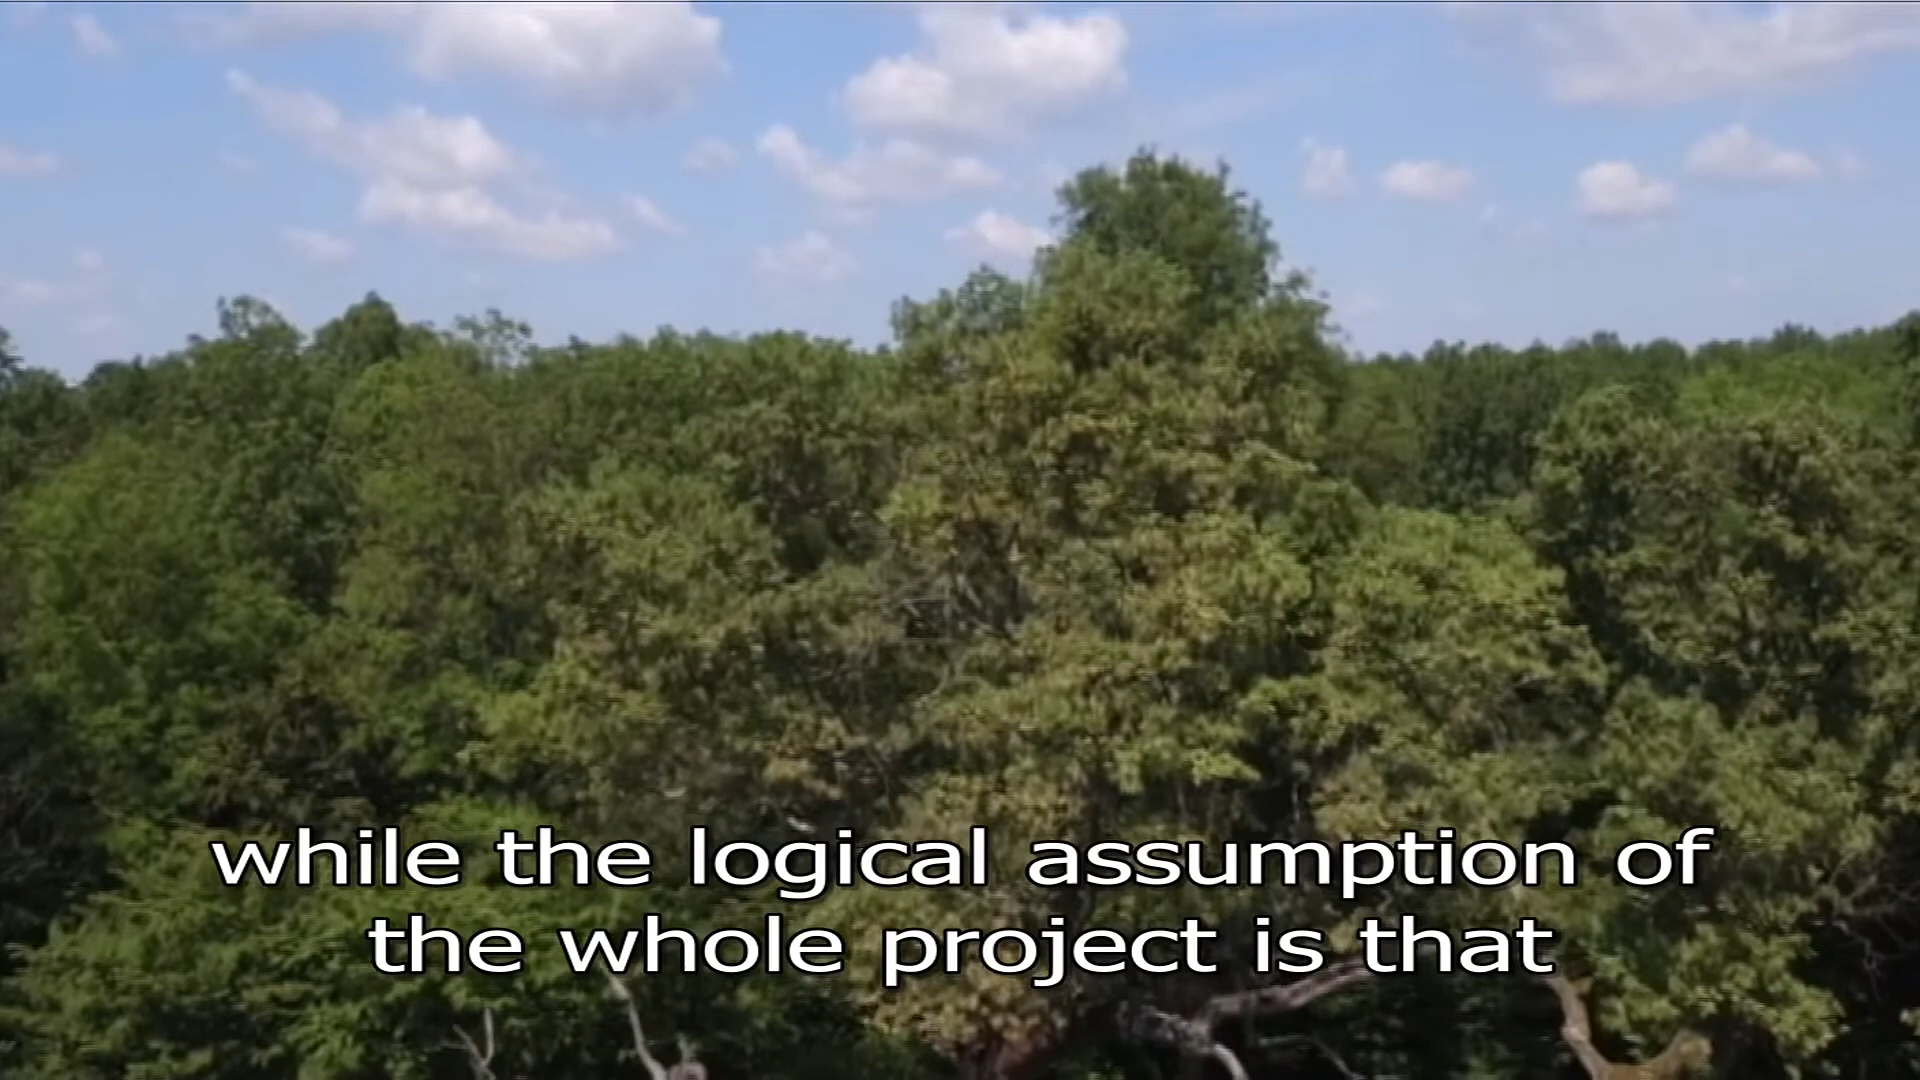 while the logical assumption of
the whole project is that